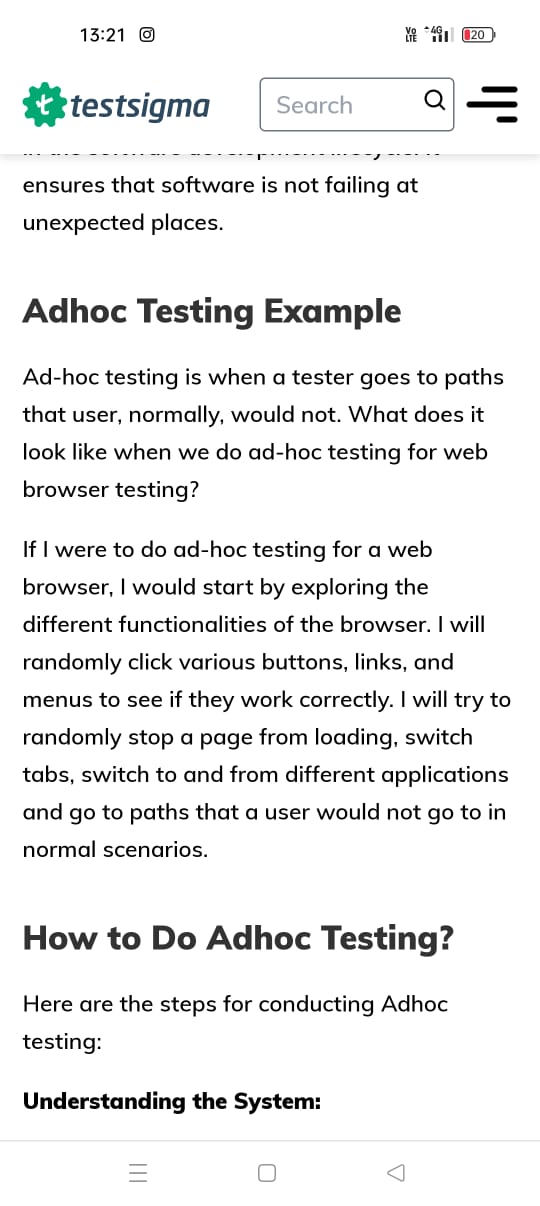 13:21
Vo LTE 4G 20
testsigma
Search
ensures that software is not failing at
unexpected places.
Adhoc Testing Example
Ad-hoc testing is when a tester goes to paths
that user, normally, would not. What does it
look like when we do ad-hoc testing for web
browser testing?
If I were to do ad-hoc testing for a web
browser, I would start by exploring the
different functionalities of the browser. I will
randomly click various buttons, links, and
menus to see if they work correctly. I will try to
randomly stop a page from loading, switch
tabs, switch to and from different applications
and go to paths that a user would not go to in
normal scenarios.
How to Do Adhoc Testing?
Here are the steps for conducting Adhoc
testing:
Understanding the System: